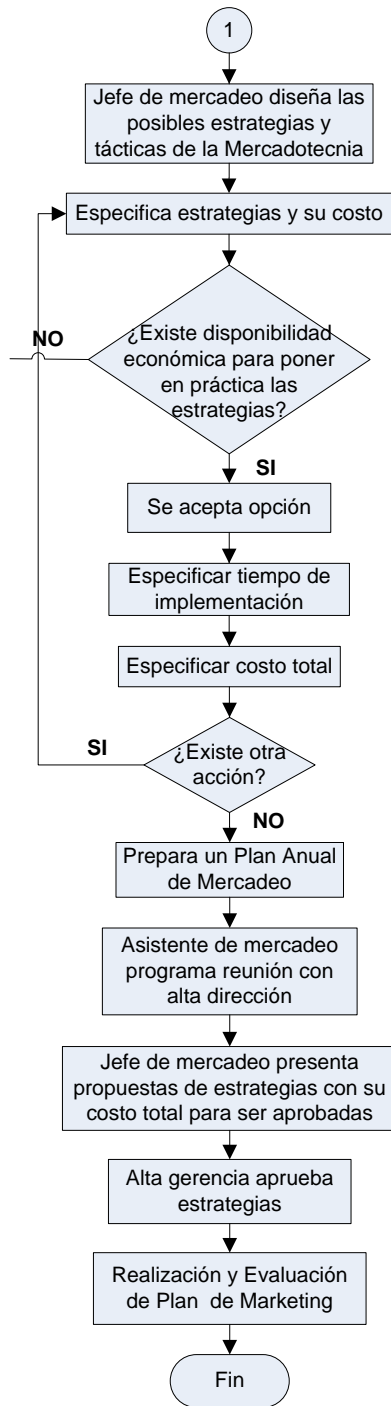 1
Jefe de mercadeo diseña las
posibles estrategias y
tácticas de la Mercadotecnia
Especifica estrategias y su costo
¿Existe disponibilidad
económica para poner
en práctica las
estrategias?
NO
SI
Se acepta opción
Especificar tiempo de
implementación
Especificar costo total
¿Existe otra
acción?
SI
NO
Prepara un Plan Anual
de Mercadeo
Asistente de mercadeo
programa reunión con
alta dirección
Jefe de mercadeo presenta
propuestas de estrategias con su
costo total para ser aprobadas
Alta gerencia aprueba
estrategias
Realización y Evaluación
de Plan de Marketing
Fin